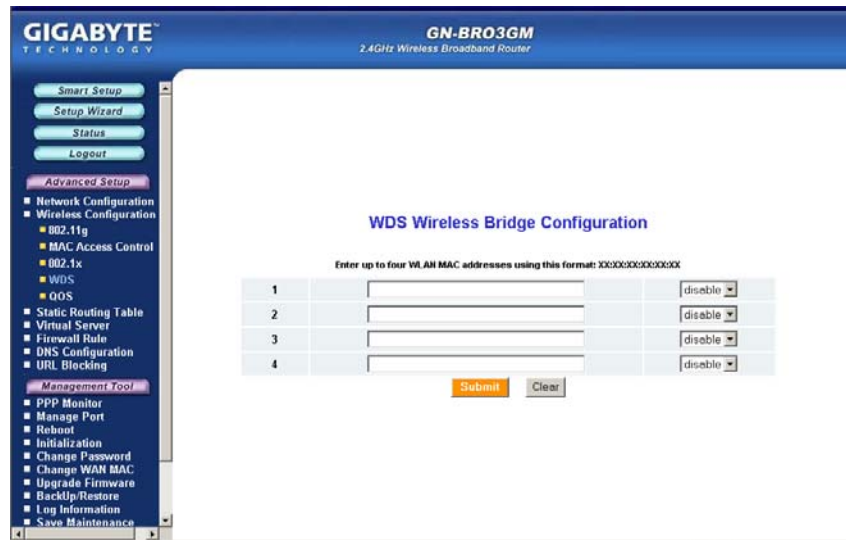 GIGABYTE™
TECHNOLOGY
GN-BRO3GM
2.4GHz Wireless Broadband Router
Smart Setup
Setup Wizard
Status
Logout
Advanced Setup
Network Configuration
Wireless Configuration
802.11g
MAC Access Control
802.1x
WDS
QOS
Static Routing Table
Virtual Server
Firewall Rule
DNS Configuration
URL Blocking
Management Tool
PPP Monitor
Manage Port
Reboot
Initialization
Change Password
Change WAN MAC
Upgrade Firmware
BackUp/Restore
Log Information
Save Maintenance
WDS Wireless Bridge Configuration
Enter up to four WLAN MAC addresses using this format: XX:XX:XX:XX:XX:XX
1 disable
2 disable
3 disable
4 disable
Submit Clear